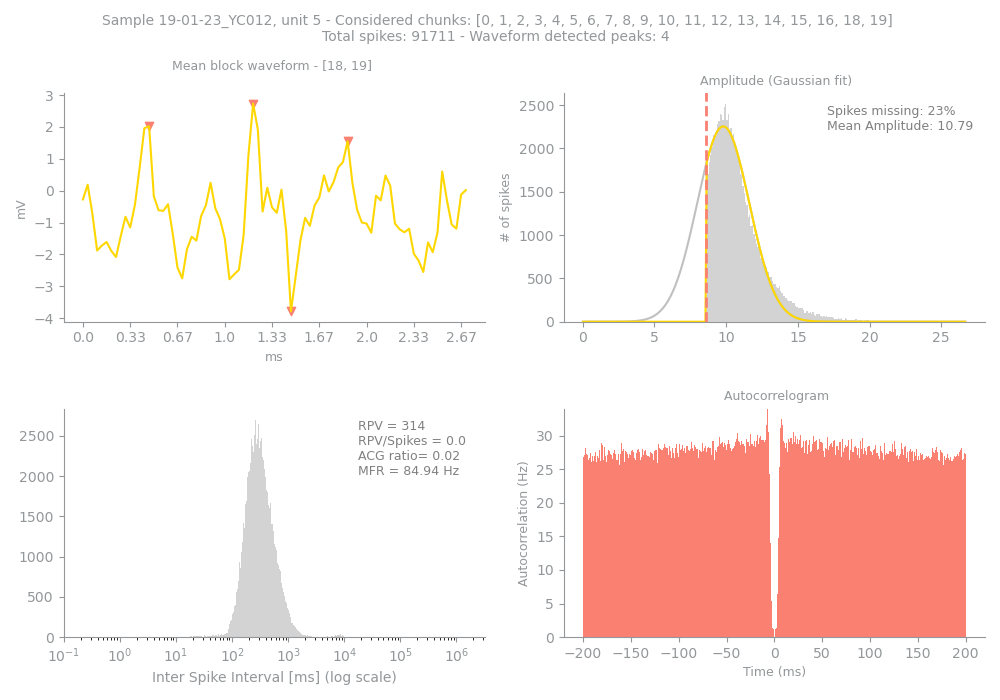 Sample 19-01-23_YC012, unit 5 - Considered chunks: [0, 1, 2, 3, 4, 5, 6, 7, 8, 9, 10, 11, 12, 13, 14, 15, 16, 18, 19]
Total spikes: 91711 - Waveform detected peaks: 4
Mean block waveform - [18, 19]
3
2
1
0
−1
−2
−3
−4
mV
0.0 0.33 0.67 1.0 1.33 1.67 2.0 2.33 2.67
ms
Amplitude (Gaussian fit)
Spikes missing: 23%
Mean Amplitude: 10.79
2500
2000
1500
1000
500
0
# of spikes
0 5 10 15 20 25
RPV = 314
RPV/Spikes = 0.0
ACG ratio= 0.02
MFR = 84.94 Hz
2500
2000
1500
1000
500
0
10⁻¹ 10⁰ 10¹ 10² 10³ 10⁴ 10⁵ 10⁶
Inter Spike Interval [ms] (log scale)
Autocorrelogram
30
25
20
15
10
5
0
Autocorrelation (Hz)
−200 −150 −100 −50 0 50 100 150 200
Time (ms)